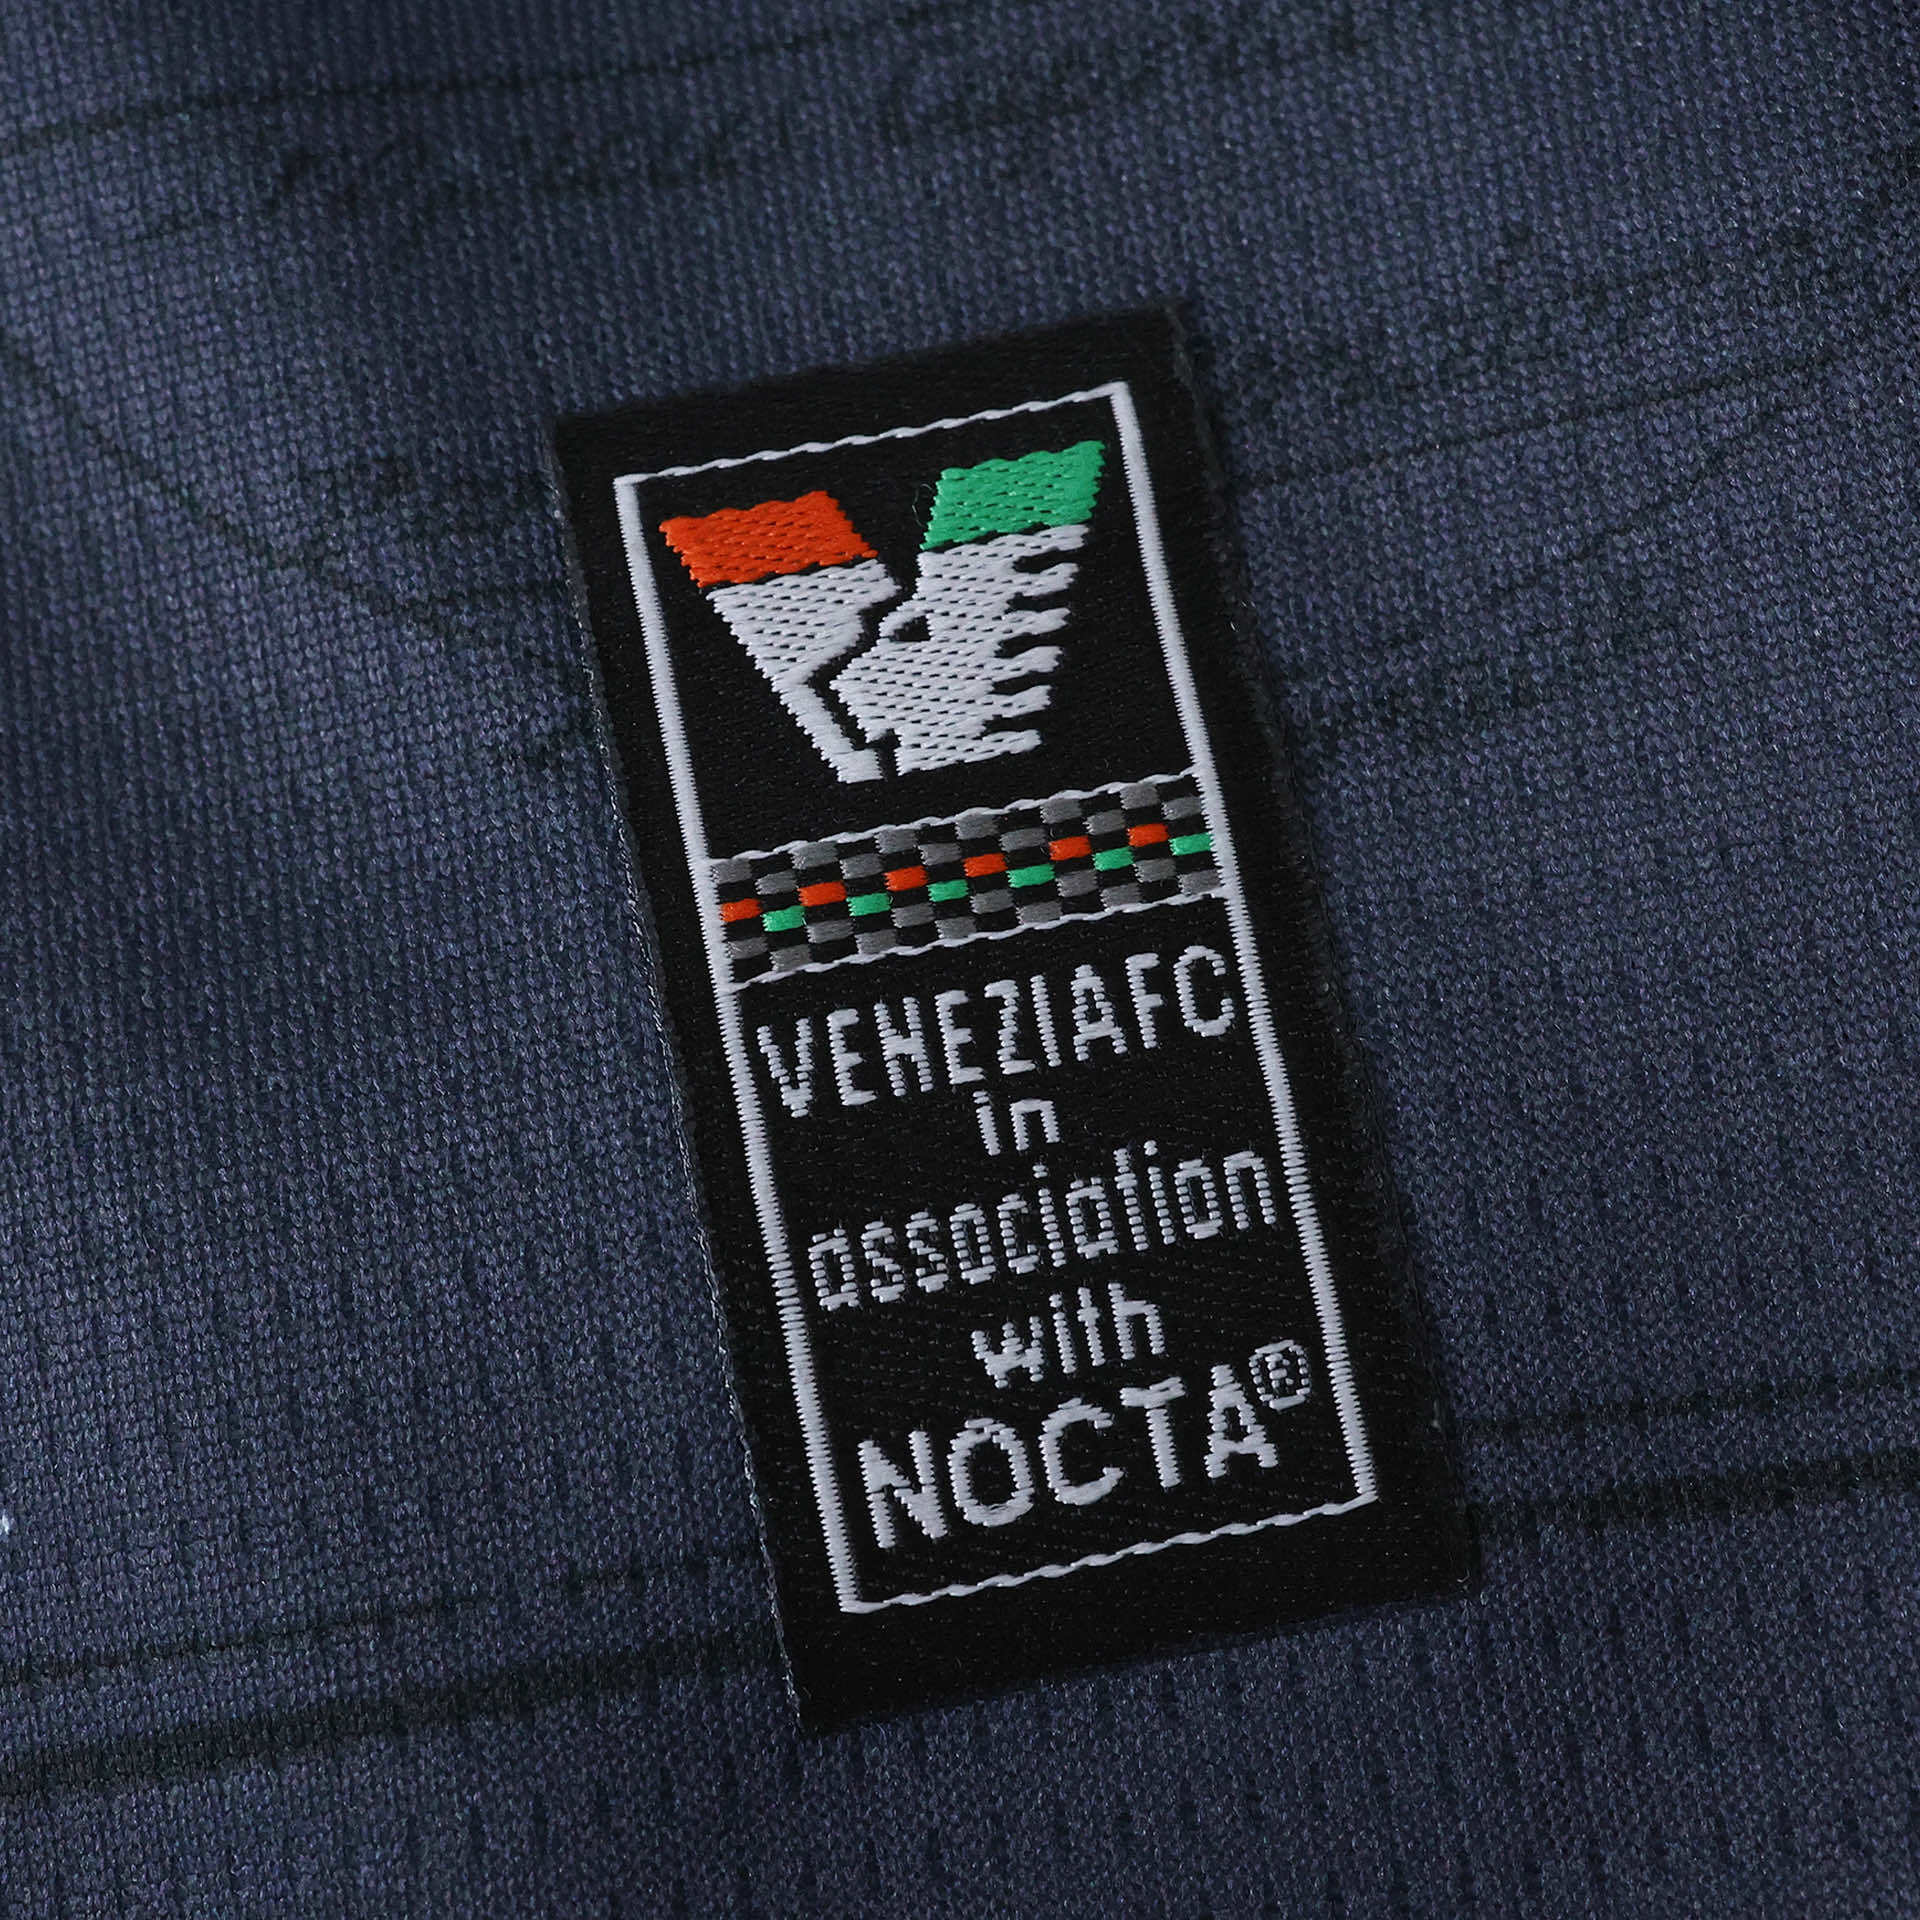 VENEZIAFC
in
association
with
NOCTA®